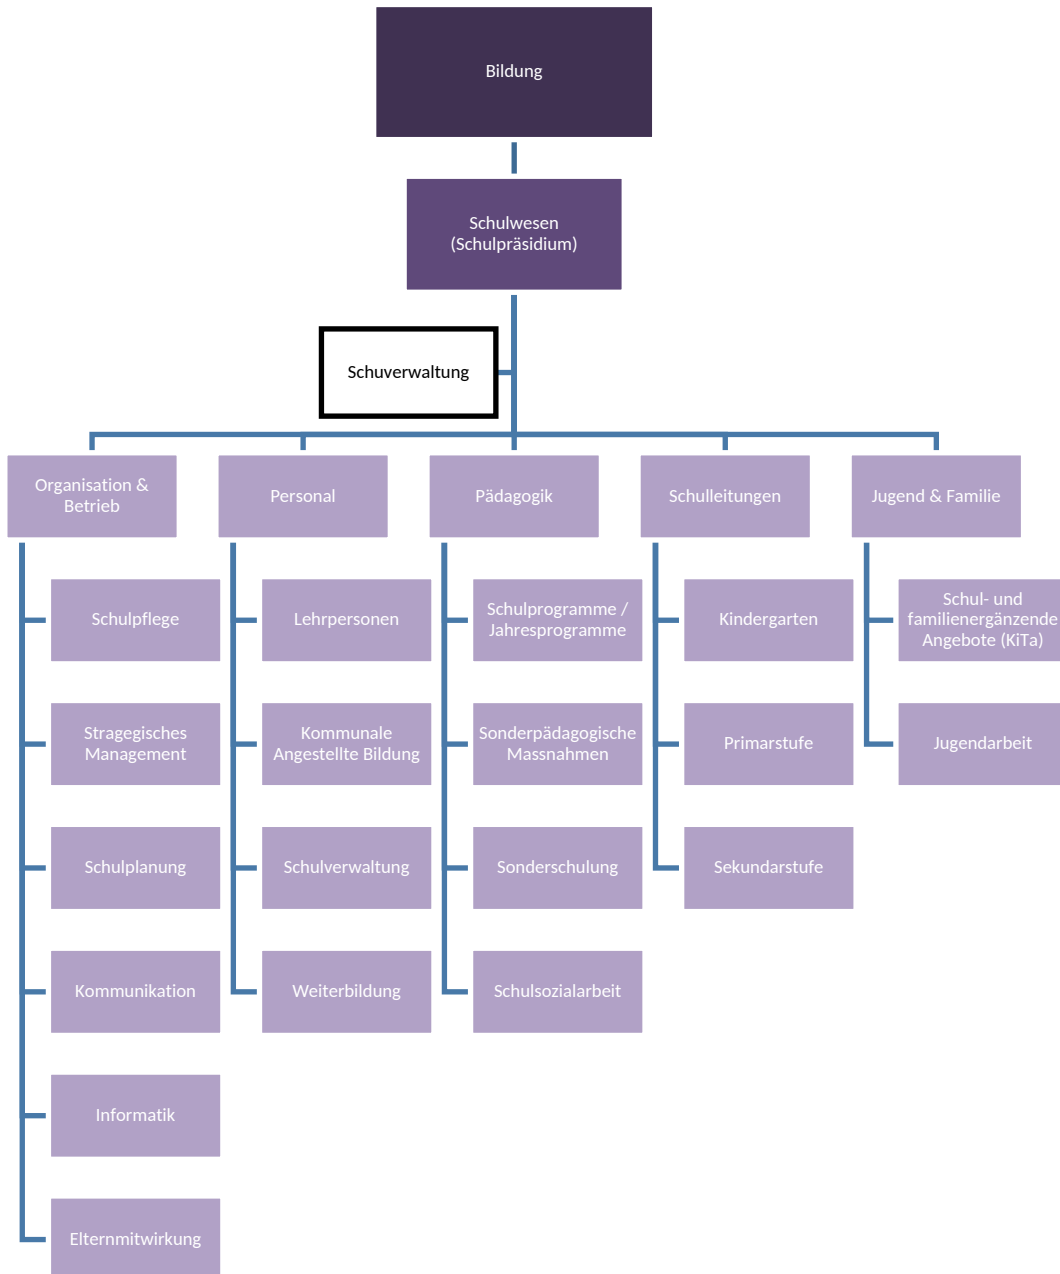 Bildung
Schulwesen
(Schulpräsidium)
Schuverwaltung
Organisation &
Betrieb
Personal
Pädagogik
Schulleitungen
Jugend & Familie
Schulpflege
Lehrpersonen
Schulprogramme /
Jahresprogramme
Kindergarten
Schul- und
familienergänzende
Angebote (KiTa)
Stragegisches
Management
Kommunale
Angestellte Bildung
Sonderpädagogische
Massnahmen
Primarstufe
Jugendarbeit
Schulplanung
Schulverwaltung
Sonderschulung
Sekundarstufe
Kommunikation
Weiterbildung
Schulsozialarbeit
Informatik
Elternmitwirkung